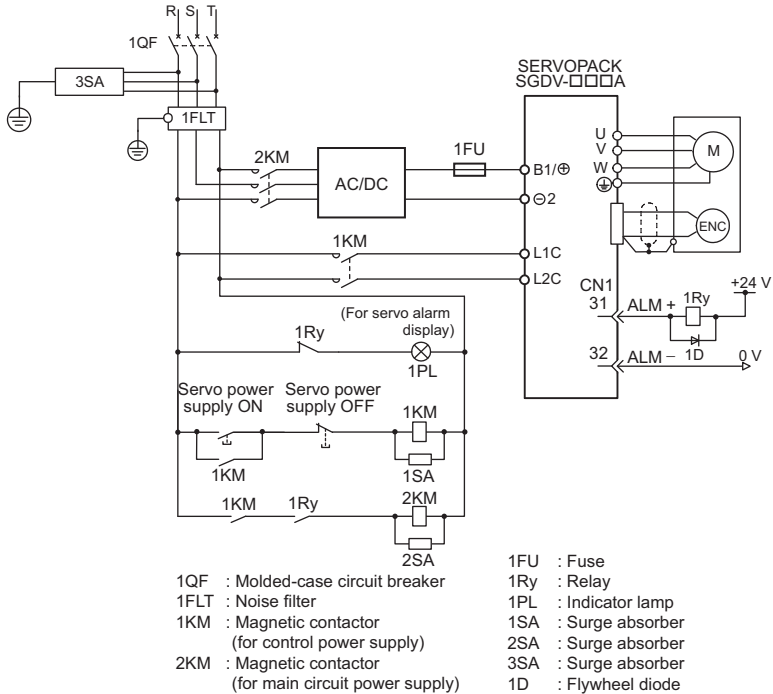 R S T
1QF
3SA
1FLT
SERVOPACK
SGDV-□□□A
2KM
AC/DC
1FU
B1/⊕
⊖2
U
V
W
M
ENC
1KM
L1C
L2C
CN1
31
ALM +
1Ry
+24 V
1D
32
ALM −
0 V
(For servo alarm
display)
1Ry
1PL
Servo power
supply ON
Servo power
supply OFF
1KM
1KM
1SA
1KM
1Ry
2KM
2SA
1QF : Molded-case circuit breaker
1FLT : Noise filter
1KM : Magnetic contactor
(for control power supply)
2KM : Magnetic contactor
(for main circuit power supply)
1FU : Fuse
1Ry : Relay
1PL : Indicator lamp
1SA : Surge absorber
2SA : Surge absorber
3SA : Surge absorber
1D : Flywheel diode